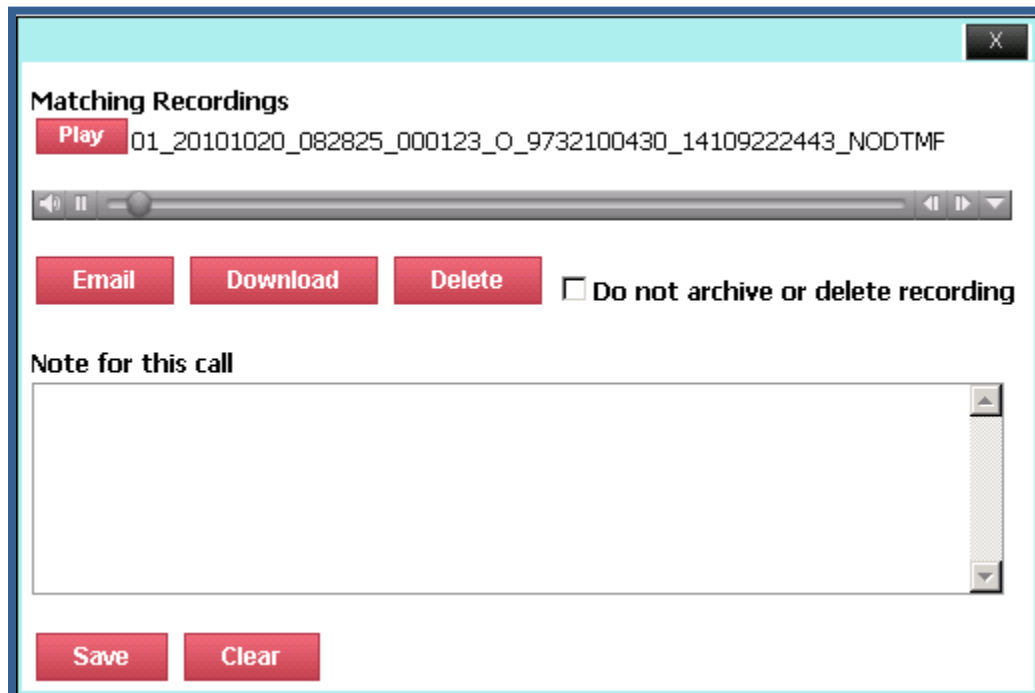 X
Matching Recordings
Play 01_20101020_082825_000123_O_9732100430_14109222443_NODTMF
Email Download Delete Do not archive or delete recording
Note for this call
Save Clear